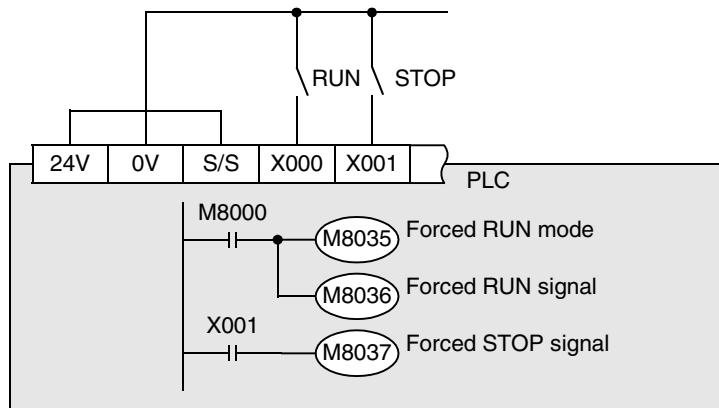 RUN STOP
24V 0V S/S X000 X001
PLC
M8000
M8035 Forced RUN mode
M8036 Forced RUN signal
X001
M8037 Forced STOP signal